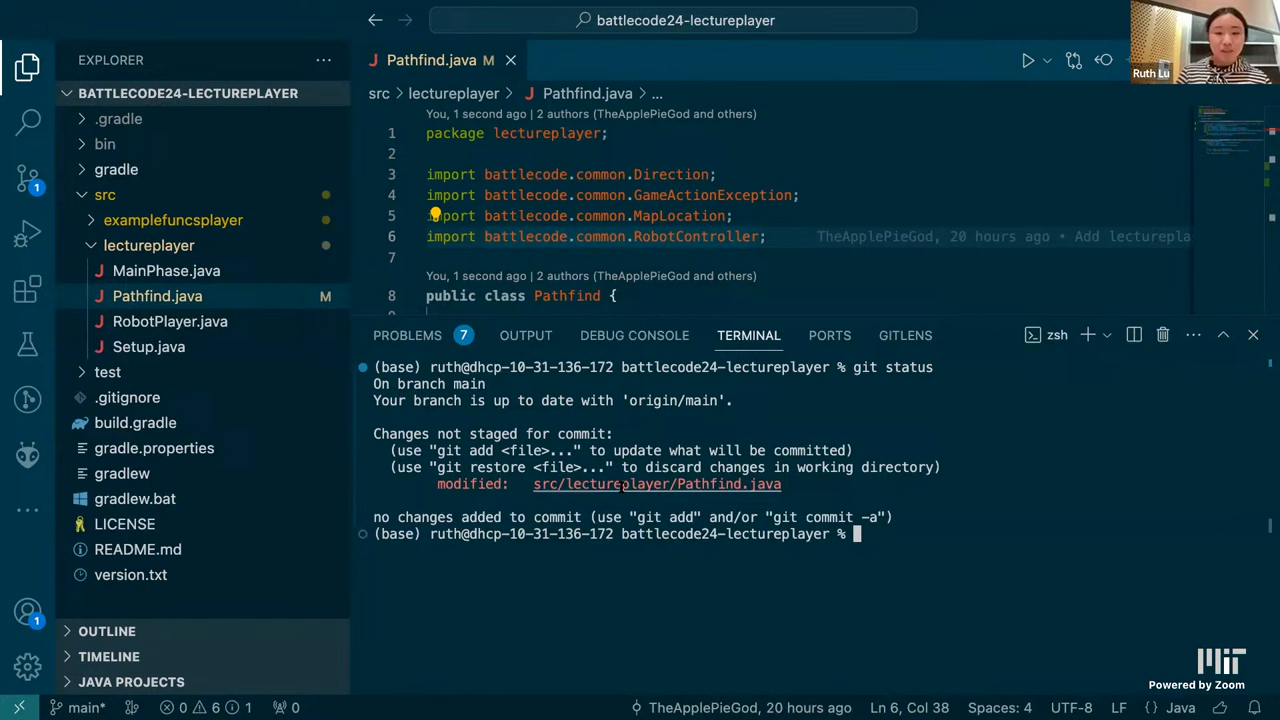 battlecode24-lectureplayer
Ruth Lu
EXPLORER
BATTLECODE24-LECTUREPLAYER
.gradle
bin
gradle
src
examplefuncsplayer
lectureplayer
MainPhase.java
Pathfind.java M
RobotPlayer.java
Setup.java
test
.gitignore
build.gradle
gradle.properties
gradlew
gradlew.bat
LICENSE
README.md
version.txt
OUTLINE
TIMELINE
JAVA PROJECTS
1
1
Pathfind.java M
src > lectureplayer > Pathfind.java > ...
You, 1 second ago | 2 authors (TheApplePieGod and others)
1 package lectureplayer;
2
3 import battlecode.common.Direction;
4 import battlecode.common.GameActionException;
5 import battlecode.common.MapLocation;
6 import battlecode.common.RobotController; TheApplePieGod, 20 hours ago • Add lecturepla
7
You, 1 second ago | 2 authors (TheApplePieGod and others)
8 public class Pathfind {
PROBLEMS 7 OUTPUT DEBUG CONSOLE TERMINAL PORTS GITLENS zsh
(base) ruth@dhcp-10-31-136-172 battlecode24-lectureplayer % git status
On branch main
Your branch is up to date with 'origin/main'.
Changes not staged for commit:
(use "git add <file>..." to update what will be committed)
(use "git restore <file>..." to discard changes in working directory)
modified: src/lectureplayer/Pathfind.java
no changes added to commit (use "git add" and/or "git commit -a")
(base) ruth@dhcp-10-31-136-172 battlecode24-lectureplayer %
MIT
Powered by Zoom
main* 0 6 1 0 TheApplePieGod, 20 hours ago Ln 6, Col 38 Spaces: 4 UTF-8 LF {} Java